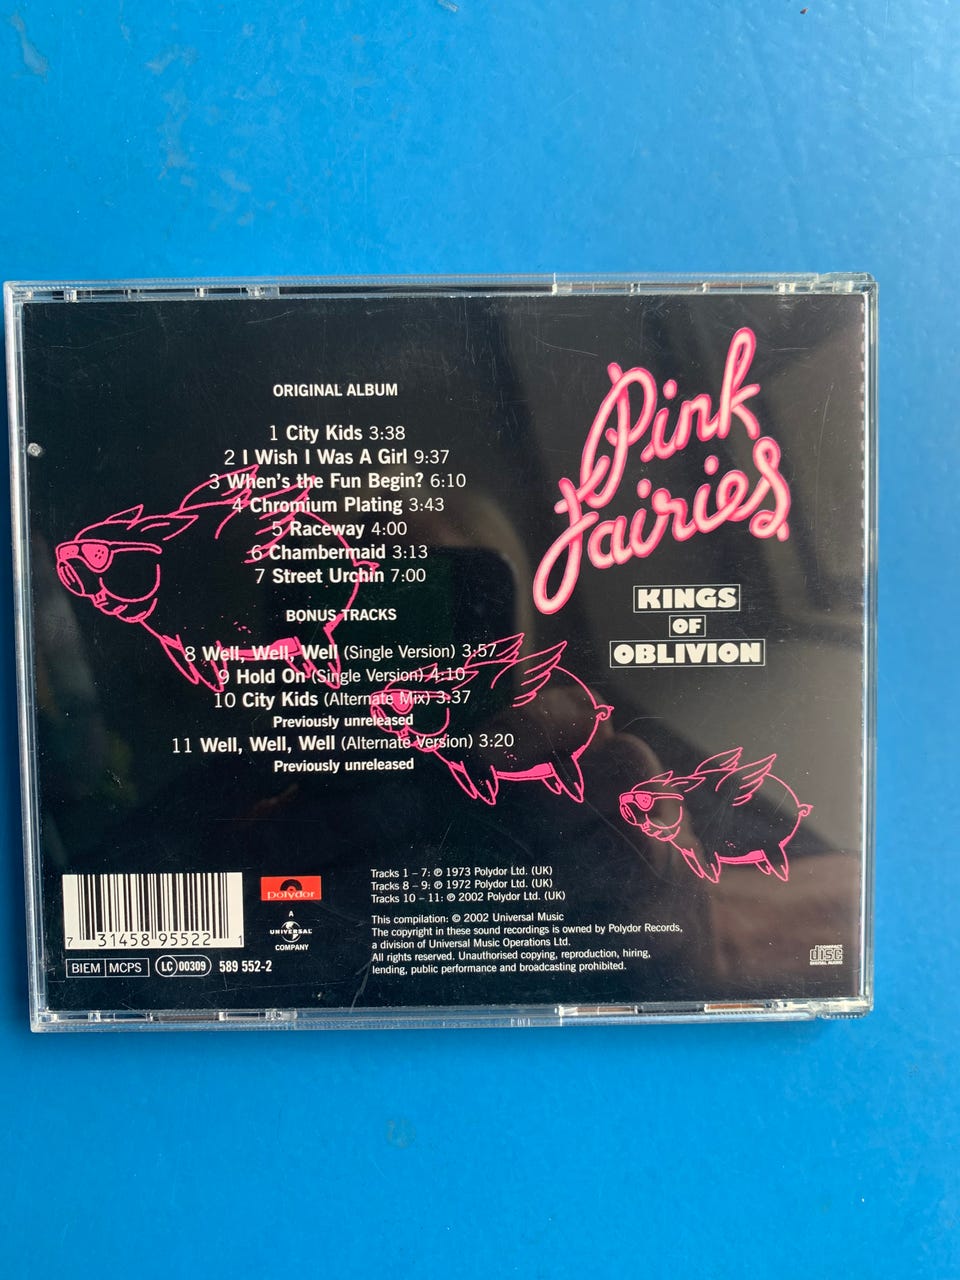 ORIGINAL ALBUM
1 City Kids 3:38
2 I Wish I Was A Girl 9:37
3 When's the Fun Begin? 6:10
4 Chromium Plating 3:43
5 Raceway 4:00
6 Chambermaid 3:13
7 Street Urchin 7:00
BONUS TRACKS
8 Well, Well, Well (Single Version) 3:57
9 Hold On (Single Version) 4:10
10 City Kids (Alternate Mix) 3:37
Previously unreleased
11 Well, Well, Well (Alternate Version) 3:20
Previously unreleased
Pink
Fairies
KINGS
OF
OBLIVION
7 31458 95522 1
BIEM MCPS LC 00309 589 552-2
polydor
A
UNIVERSAL
COMPANY
Tracks 1 – 7: ℗ 1973 Polydor Ltd. (UK)
Tracks 8 – 9: ℗ 1972 Polydor Ltd. (UK)
Tracks 10 – 11: ℗ 2002 Polydor Ltd. (UK)
This compilation: © 2002 Universal Music
The copyright in these sound recordings is owned by Polydor Records,
a division of Universal Music Operations Ltd.
All rights reserved. Unauthorised copying, reproduction, hiring,
lending, public performance and broadcasting prohibited.
COMPACT
disc
DIGITAL AUDIO